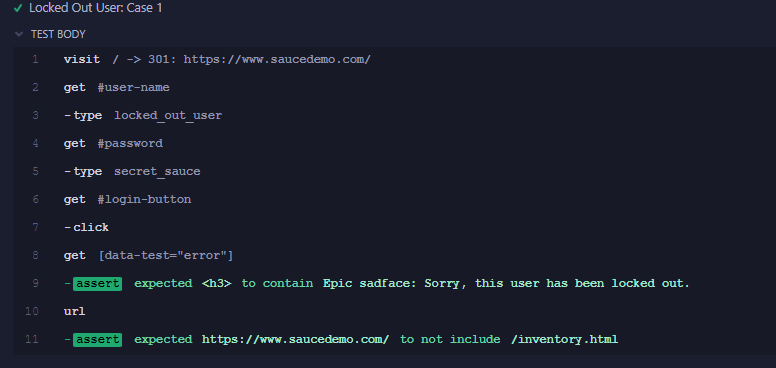 Locked Out User: Case 1
TEST BODY
1 visit / -> 301: https://www.saucedemo.com/
2 get #user-name
3 -type locked_out_user
4 get #password
5 -type secret_sauce
6 get #login-button
7 -click
8 get [data-test="error"]
9 -assert expected <h3> to contain Epic sadface: Sorry, this user has been locked out.
10 url
11 -assert expected https://www.saucedemo.com/ to not include /inventory.html